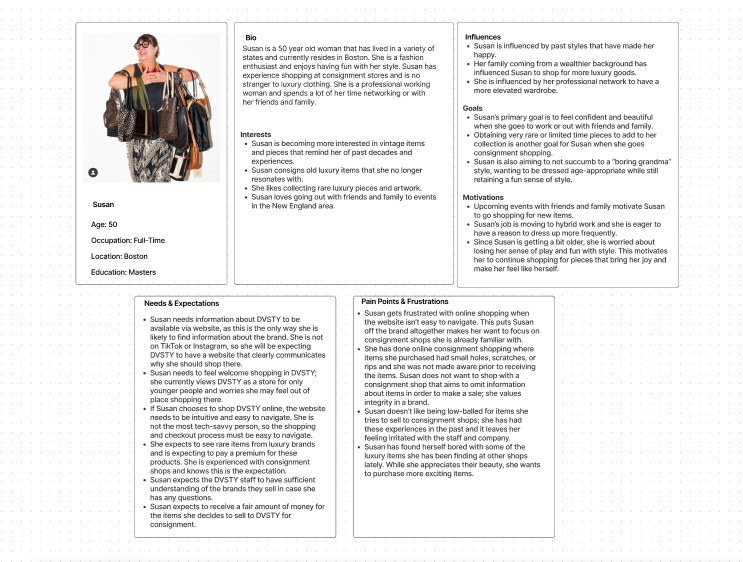 Susan
Age: 50
Occupation: Full-Time
Location: Boston
Education: Masters
Bio
Susan is a 50 year old woman that has lived in a variety of
states and currently resides in Boston. She is a fashion
enthusiast and enjoys having fun with her style. Susan has
experience shopping at consignment stores and is no
stranger to luxury clothing. She is a professional working
woman and spends a lot of her time networking or with
her friends and family.
Interests
• Susan is becoming more interested in vintage items
and pieces that remind her of past decades and
experiences.
• Susan consigns old luxury items that she no longer
resonates with.
• She likes collecting rare luxury pieces and artwork.
• Susan loves going out with friends and family to events
in the New England area.
Influences
• Susan is influenced by past styles that have made her
happy.
• Her family coming from a wealthier background has
influenced Susan to shop for more luxury goods.
• She is influenced by her professional network to have a
more elevated wardrobe.
Goals
• Susan's primary goal is to feel confident and beautiful
when she goes to work or out with friends and family.
• Obtaining very rare or limited time pieces to add to her
collection is another goal for Susan when she goes
consignment shopping.
• Susan is also aiming to not succumb to a "boring grandma"
style, wanting to be dressed age-appropriate while still
retaining a fun sense of style.
Motivations
• Upcoming events with friends and family motivate Susan
to go shopping for new items.
• Susan's job is moving to hybrid work and she is eager to
have a reason to dress up more frequently.
• Since Susan is getting a bit older, she is worried about
losing her sense of play and fun with style. This motivates
her to continue shopping for pieces that bring her joy and
make her feel like herself.
Needs & Expectations
• Susan needs information about DVSTY to be
available via website, as this is the only way she is
likely to find information about the brand. She is not
on TikTok or Instagram, so she will be expecting
DVSTY to have a website that clearly communicates
why she should shop there.
• Susan needs to feel welcome shopping in DVSTY;
she currently views DVSTY as a store for only
younger people and worries she may feel out of
place shopping there.
• If Susan chooses to shop DVSTY online, the website
needs to be intuitive and easy to navigate. She is
not the most tech-savvy person, so the shopping
and checkout process must be easy to navigate.
• She expects to see rare items from luxury brands
and is expecting to pay a premium for these
products. She is experienced with consignment
shops and knows this is the expectation.
• Susan expects the DVSTY staff to have sufficient
understanding of the brands they sell in case she
has any questions.
• Susan expects to receive a fair amount of money for
the items she decides to sell to DVSTY for
consignment.
Pain Points & Frustrations
• Susan gets frustrated with online shopping when
the website isn't easy to navigate. This puts Susan
off the brand altogether makes her want to focus on
consignment shops she is already familiar with.
• She has done online consignment shopping where
items she purchased had small holes, scratches, or
rips and she was not made aware prior to receiving
the items. Susan does not want to shop with a
consignment shop that aims to omit information
about items in order to make a sale; she values
integrity in a brand.
• Susan doesn't like being low-balled for items she
tries to sell to consignment shops; she has had
these experiences in the past and it leaves her
feeling irritated with the staff and company.
• Susan has found herself bored with some of the
luxury items she has been finding at other shops
lately. While she appreciates their beauty, she wants
to purchase more exciting items.